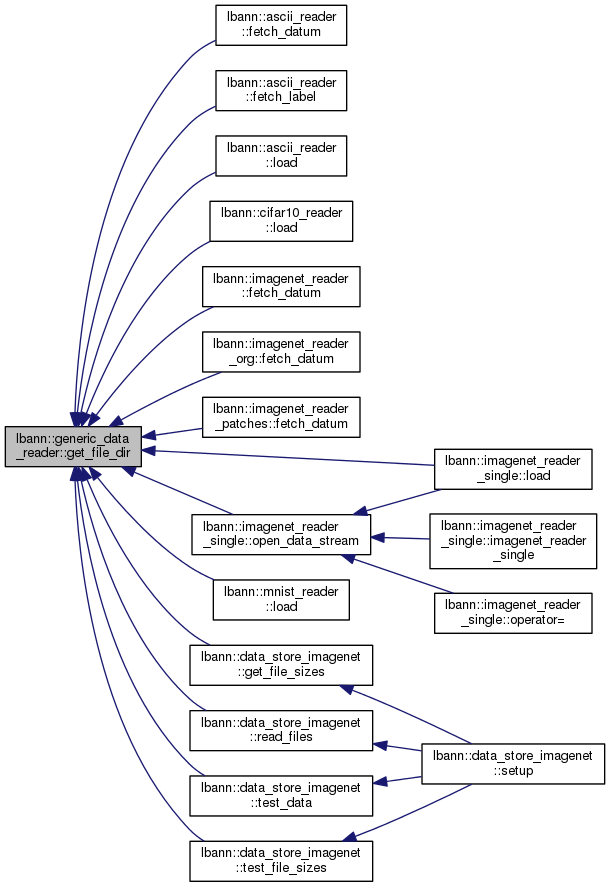 lbann::ascii_reader
::fetch_datum
lbann::ascii_reader
::fetch_label
lbann::ascii_reader
::load
lbann::cifar10_reader
::load
lbann::imagenet_reader
::fetch_datum
lbann::imagenet_reader
_org::fetch_datum
lbann::imagenet_reader
_patches::fetch_datum
lbann::generic_data
_reader::get_file_dir
lbann::imagenet_reader
_single::load
lbann::imagenet_reader
_single::open_data_stream
lbann::imagenet_reader
_single::imagenet_reader
_single
lbann::mnist_reader
::load
lbann::imagenet_reader
_single::operator=
lbann::data_store_imagenet
::get_file_sizes
lbann::data_store_imagenet
::read_files
lbann::data_store_imagenet
::setup
lbann::data_store_imagenet
::test_data
lbann::data_store_imagenet
::test_file_sizes